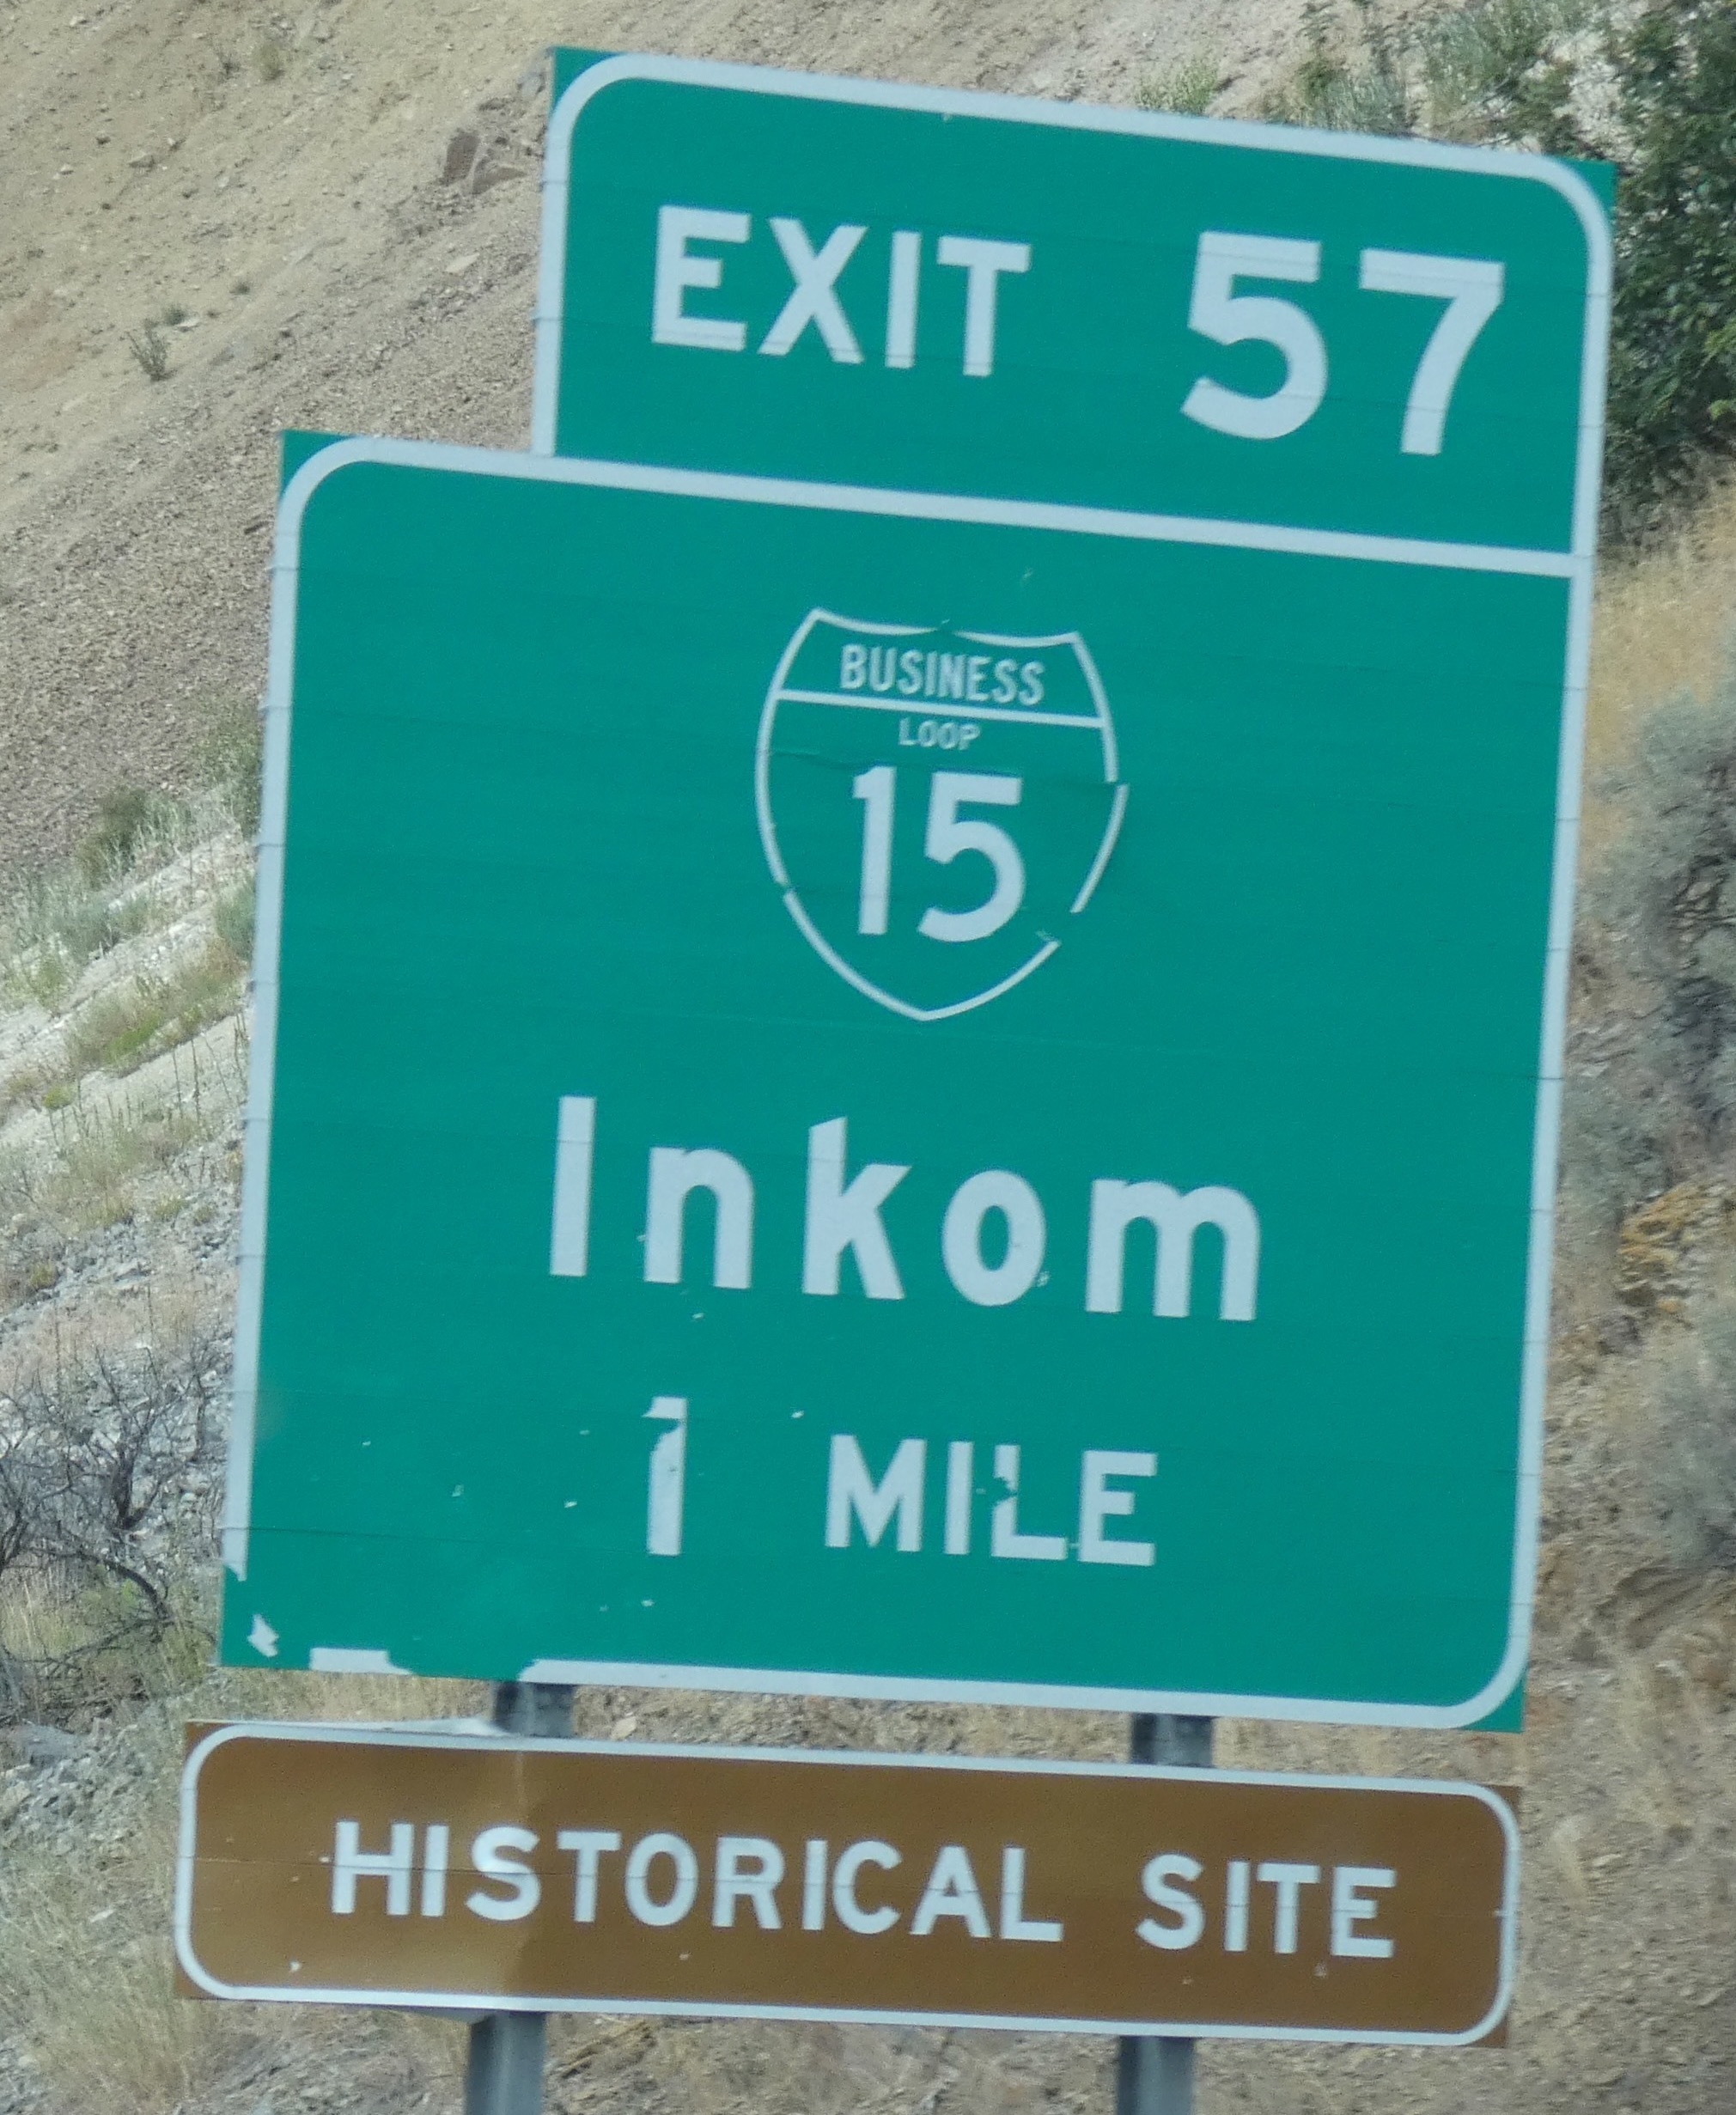 EXIT 57
BUSINESS
LOOP
15
Inkom
1 MILE
HISTORICAL SITE